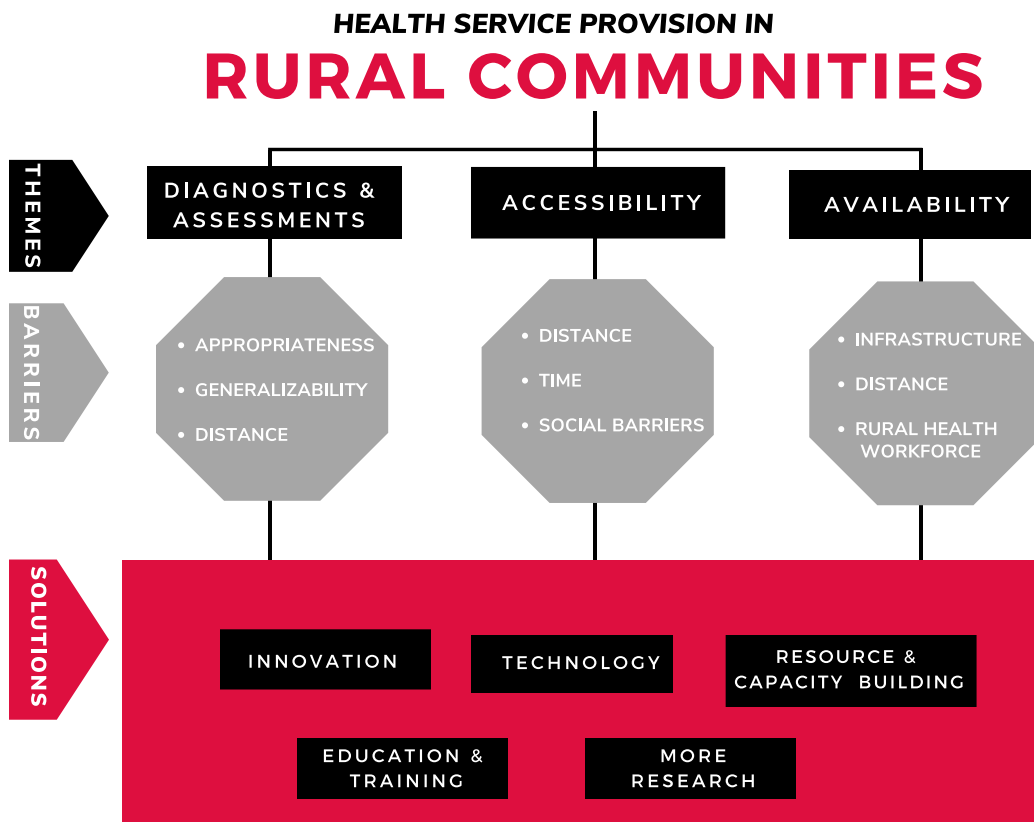 HEALTH SERVICE PROVISION IN
RURAL COMMUNITIES
THEMES
DIAGNOSTICS &
ASSESSMENTS
ACCESSIBILITY
AVAILABILITY
BARRIERS
• APPROPRIATENESS
• GENERALIZABILITY
• DISTANCE
• DISTANCE
• TIME
• SOCIAL BARRIERS
• INFRASTRUCTURE
• DISTANCE
• RURAL HEALTH
WORKFORCE
SOLUTIONS
INNOVATION
TECHNOLOGY
RESOURCE &
CAPACITY BUILDING
EDUCATION &
TRAINING
MORE
RESEARCH